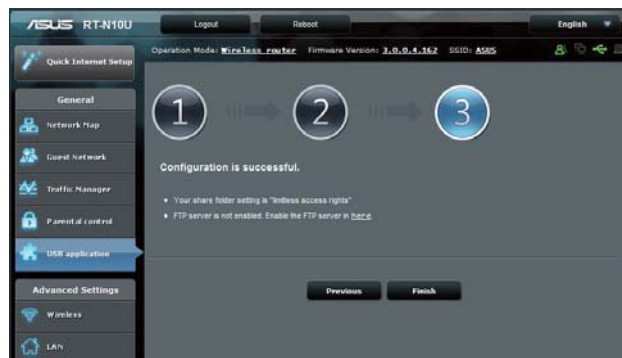 ASUS RT-N10U Logout Reboot English
Operation Mode: Wireless router Firmware Version: 3.0.0.4.162 SSID: ASUS
Quick Internet Setup
General
Network Map
Guest Network
Traffic Manager
Parental control
USB application
Advanced Settings
Wireless
LAN
1 2 3
Configuration is successful.
Your share folder setting is "limitless access rights"
FTP server is not enabled. Enable the FTP server in here.
Previous Finish